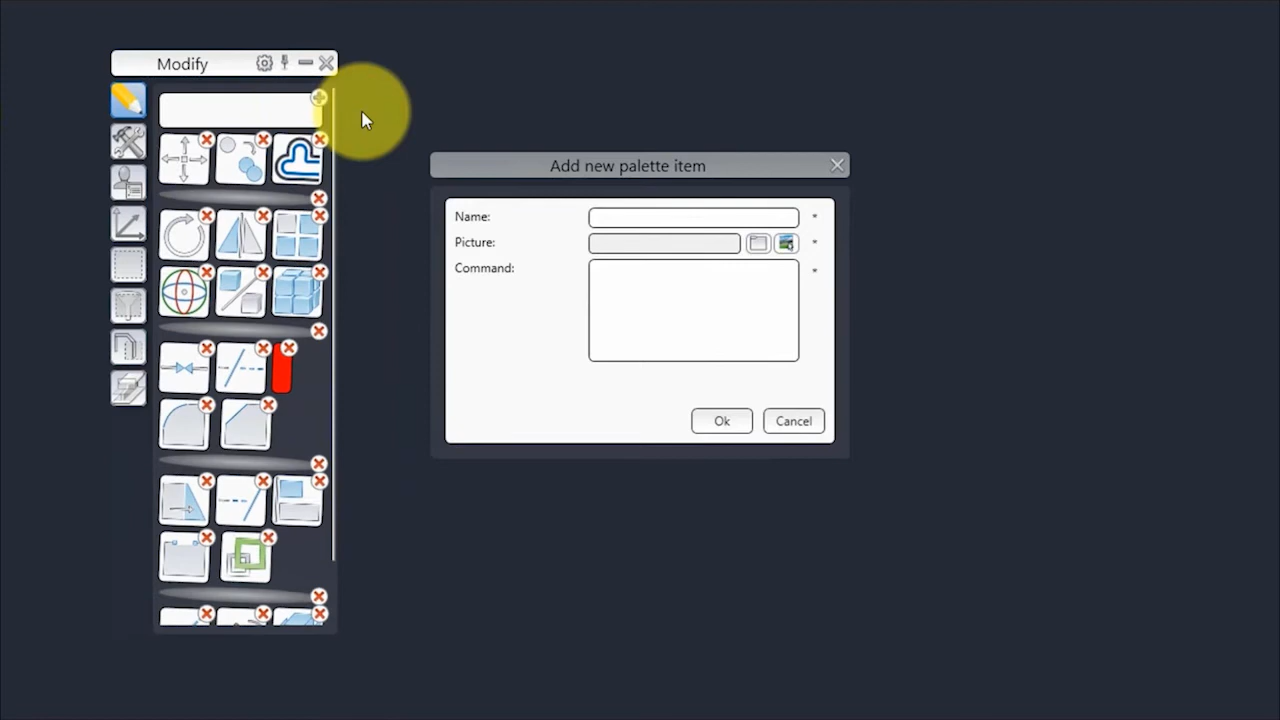 Modify
Add new palette item
Name:
*
Picture:
*
Command:
*
Ok
Cancel